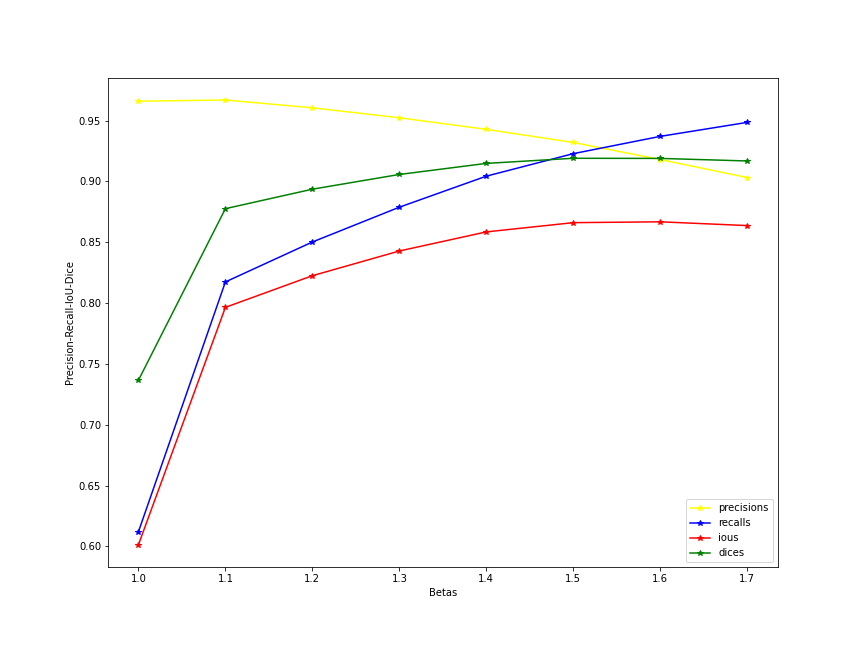 Precision-Recall-IoU-Dice
0.95
0.90
0.85
0.80
0.75
0.70
0.65
0.60
1.0 1.1 1.2 1.3 1.4 1.5 1.6 1.7
Betas
precisions
recalls
ious
dices